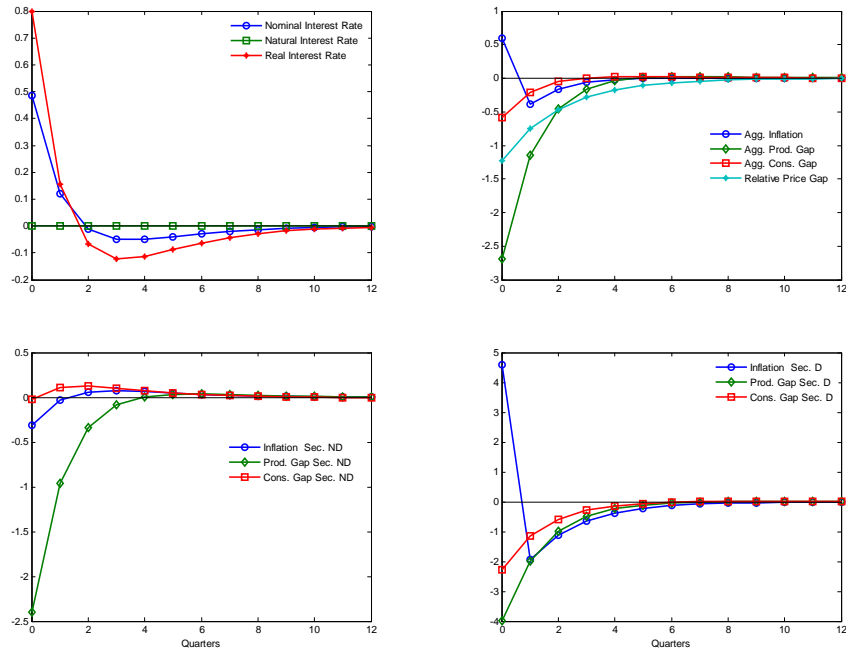 0.8
0.7
0.6
0.5
0.4
0.3
0.2
0.1
0
-0.1
-0.2
0 2 4 6 8 10 12
Nominal Interest Rate
Natural Interest Rate
Real Interest Rate
1
0.5
0
-0.5
-1
-1.5
-2
-2.5
-3
0 2 4 6 8 10 12
Agg. Inflation
Agg. Prod. Gap
Agg. Cons. Gap
Relative Price Gap
0.5
0
-0.5
-1
-1.5
-2
-2.5
0 2 4 6 8 10 12
Quarters
Inflation Sec. ND
Prod. Gap Sec. ND
Cons. Gap Sec. ND
5
4
3
2
1
0
-1
-2
-3
-4
0 2 4 6 8 10 12
Quarters
Inflation Sec. D
Prod. Gap Sec. D
Cons. Gap Sec. D